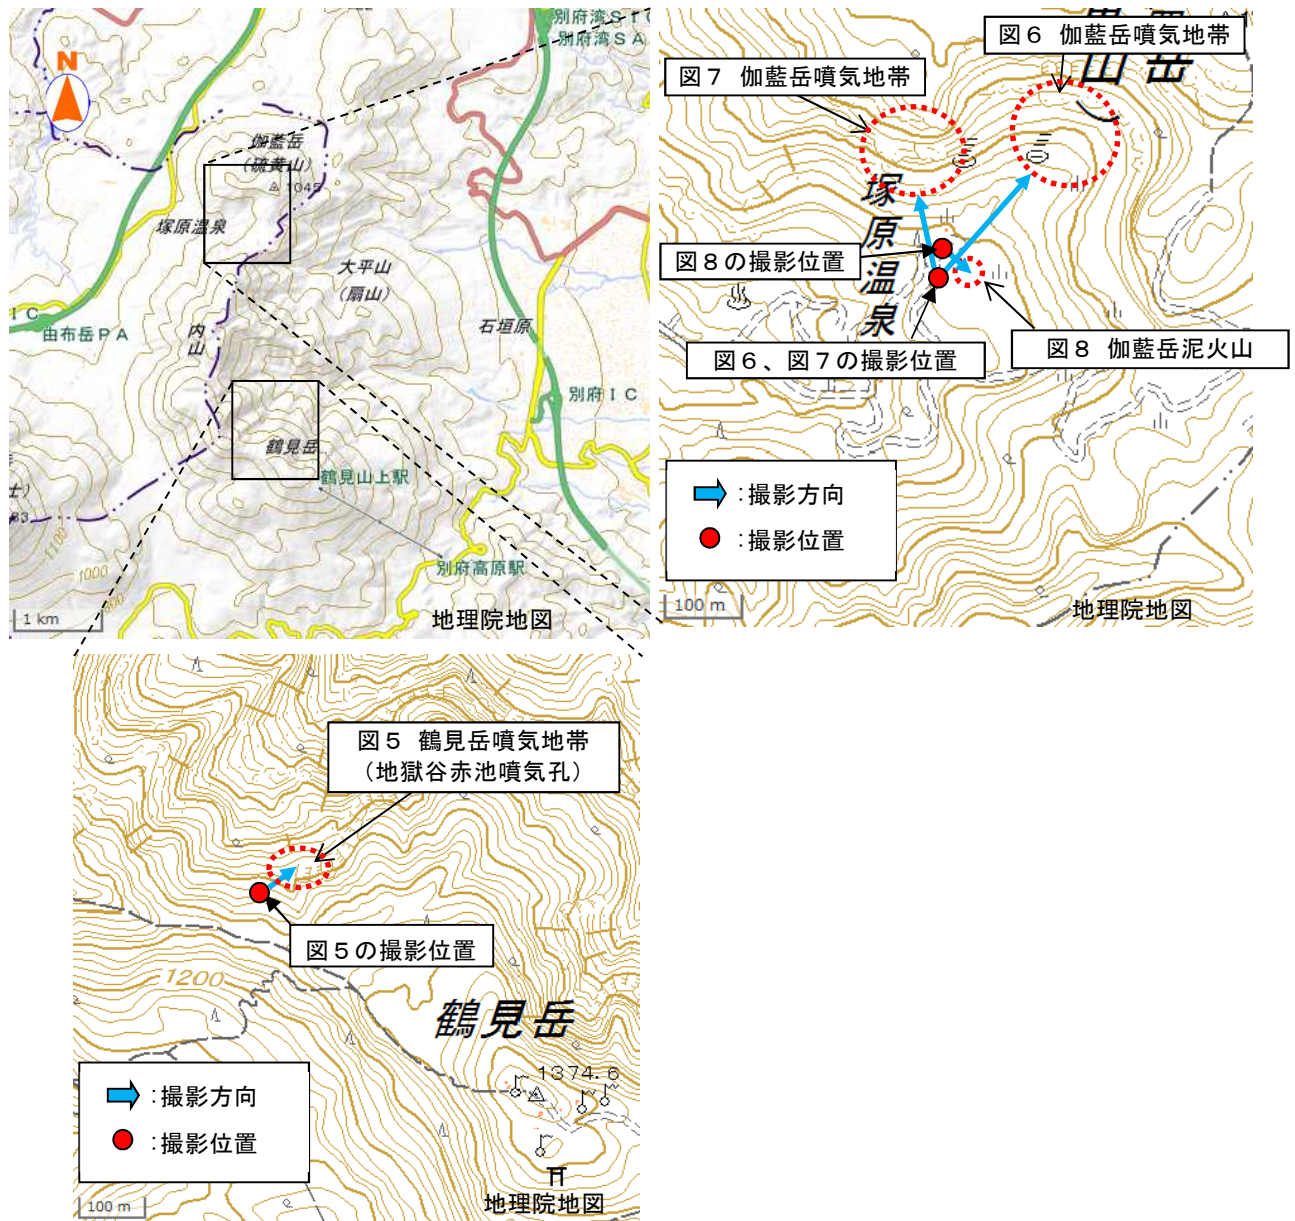 N
別府湾SIC
別府湾SA
伽藍岳
(硫黄山)
1045
塚原温泉
大平山
(扇山)
IC
由布岳PA
内山
石垣原
別府IC
鶴見岳
鶴見山上駅
1100
1000
別府高原駅
1 km
地理院地図
図6 伽藍岳噴気地帯
図7 伽藍岳噴気地帯
山岳
塚原温泉
図8の撮影位置
図6、図7の撮影位置
図8 伽藍岳泥火山
:撮影方向
:撮影位置
100 m
地理院地図
図5 鶴見岳噴気地帯
(地獄谷赤池噴気孔)
図5の撮影位置
1200
鶴見岳
1374.6
:撮影方向
:撮影位置
100 m
地理院地図